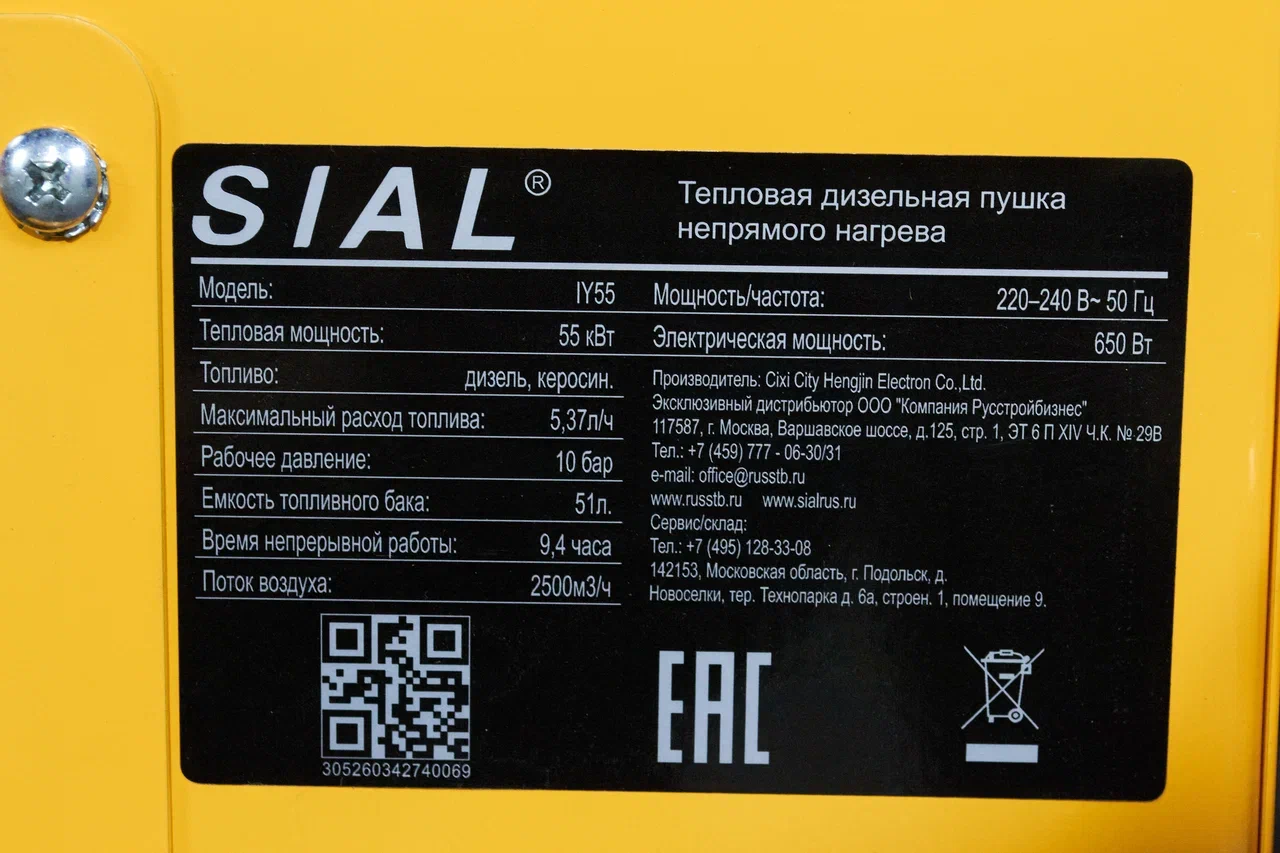 SIAL®
Тепловая дизельная пушка
непрямого нагрева
Модель: IY55
Тепловая мощность: 55 кВт
Топливо: дизель, керосин.
Максимальный расход топлива: 5,37л/ч
Рабочее давление: 10 бар
Емкость топливного бака: 51л.
Время непрерывной работы: 9,4 часа
Поток воздуха: 2500м3/ч
Мощность/частота: 220–240 В~ 50 Гц
Электрическая мощность: 650 Вт
Производитель: Cixi City Hengjin Electron Co.,Ltd.
Эксклюзивный дистрибьютор ООО "Компания Русстройбизнес"
117587, г. Москва, Варшавское шоссе, д.125, стр. 1, ЭТ 6 П XIV Ч.К. № 29В
Тел.: +7 (459) 777 - 06-30/31
e-mail: office@russtb.ru
www.russtb.ru www.sialrus.ru
Сервис/склад:
Тел.: +7 (495) 128-33-08
142153, Московская область, г. Подольск, д.
Новоселки, тер. Технопарка д. 6а, строен. 1, помещение 9.
305260342740069
EAC